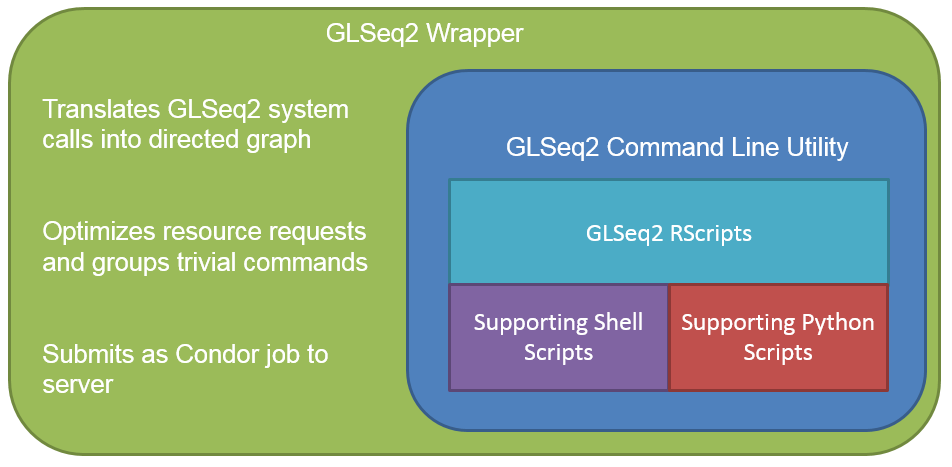 GLSeq2 Wrapper
Translates GLSeq2 system
calls into directed graph
Optimizes resource requests
and groups trivial commands
Submits as Condor job to
server
GLSeq2 Command Line Utility
GLSeq2 RScripts
Supporting Shell
Scripts
Supporting Python
Scripts